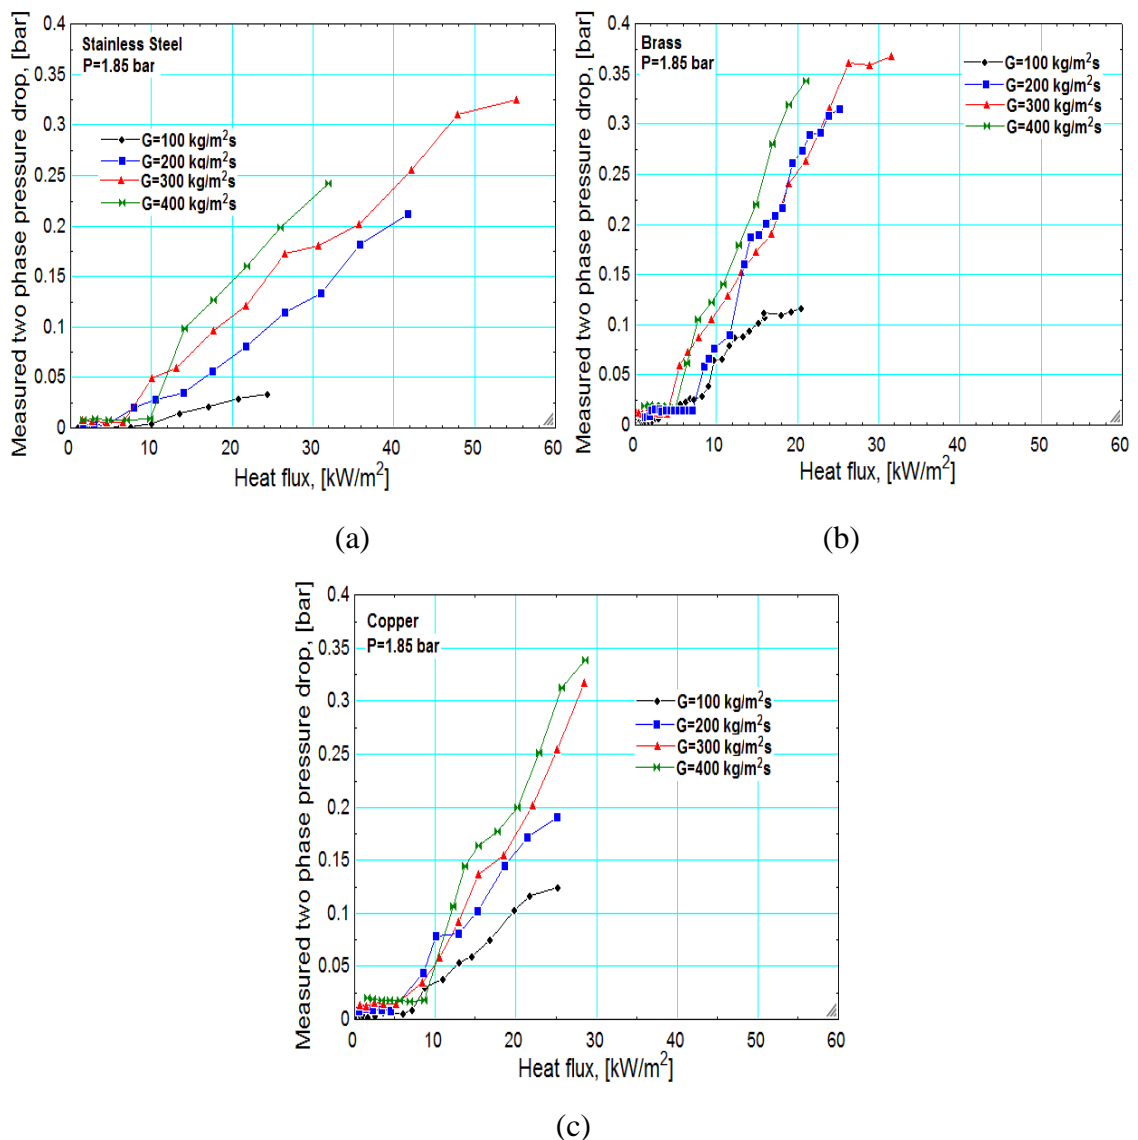 Measured two phase pressure drop, [bar]
0.4
0.35
0.3
0.25
0.2
0.15
0.1
0.05
0
Stainless Steel
P=1.85 bar
G=100 kg/m²s
G=200 kg/m²s
G=300 kg/m²s
G=400 kg/m²s
0 10 20 30 40 50 60
Heat flux, [kW/m²]
(a)
Measured two phase pressure drop, [bar]
0.4
0.35
0.3
0.25
0.2
0.15
0.1
0.05
0
Brass
P=1.85 bar
G=100 kg/m²s
G=200 kg/m²s
G=300 kg/m²s
G=400 kg/m²s
0 10 20 30 40 50 60
Heat flux, [kW/m²]
(b)
Measured two phase pressure drop, [bar]
0.4
0.35
0.3
0.25
0.2
0.15
0.1
0.05
0
Copper
P=1.85 bar
G=100 kg/m²s
G=200 kg/m²s
G=300 kg/m²s
G=400 kg/m²s
0 10 20 30 40 50 60
Heat flux, [kW/m²]
(c)